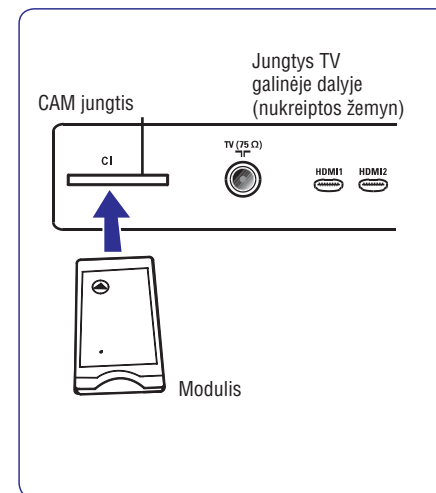 Jungtys TV
galinėje dalyje
(nukreiptos žemyn)
CAM jungtis
CI
TV (75 Ω)
HDMI1 HDMI2
Modulis